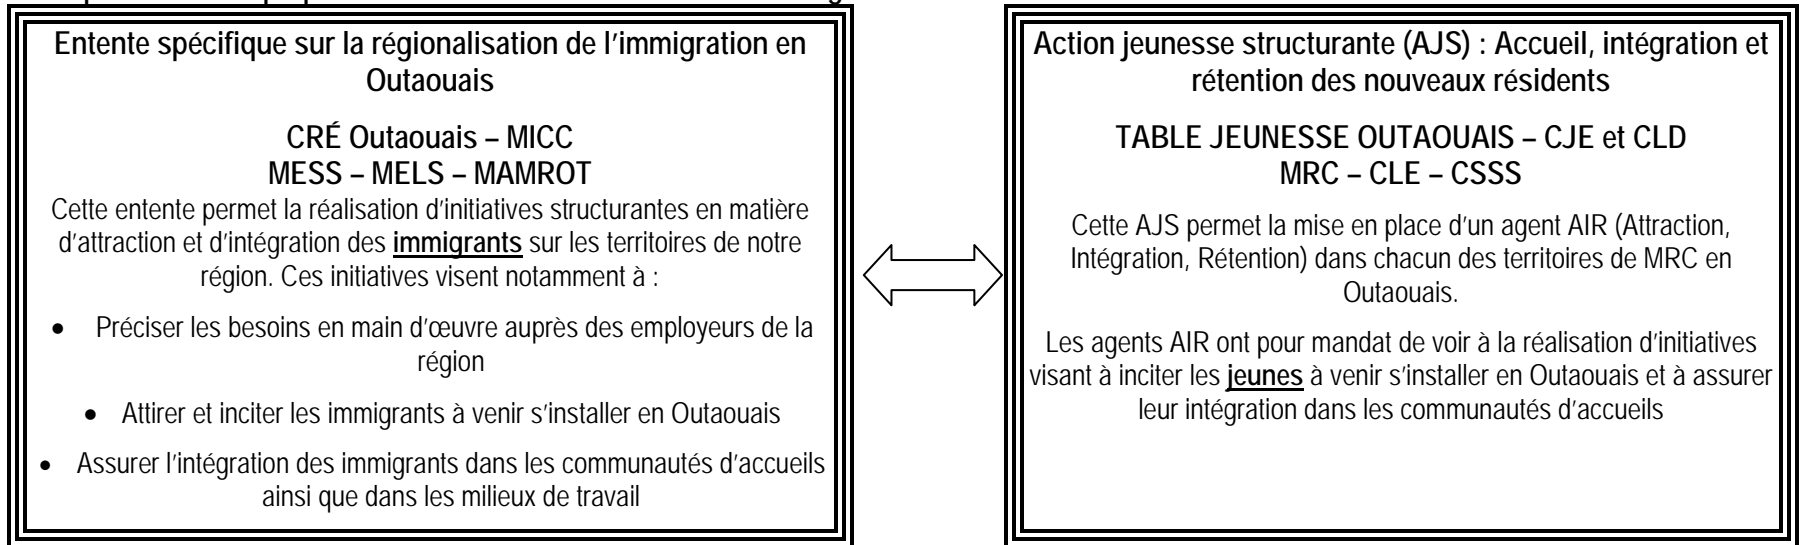 Entente spécifique sur la régionalisation de l'immigration en
Outaouais
CRÉ Outaouais – MICC
MESS – MELS – MAMROT
Cette entente permet la réalisation d'initiatives structurantes en matière
d'attraction et d'intégration des immigrants sur les territoires de notre
région. Ces initiatives visent notamment à :
• Préciser les besoins en main d'œuvre auprès des employeurs de la
région
• Attirer et inciter les immigrants à venir s'installer en Outaouais
• Assurer l'intégration des immigrants dans les communautés d'accueils
ainsi que dans les milieux de travail
Action jeunesse structurante (AJS) : Accueil, intégration et
rétention des nouveaux résidents
TABLE JEUNESSE OUTAOUAIS – CJE et CLD
MRC – CLE – CSSS
Cette AJS permet la mise en place d'un agent AIR (Attraction,
Intégration, Rétention) dans chacun des territoires de MRC en
Outaouais.
Les agents AIR ont pour mandat de voir à la réalisation d'initiatives
visant à inciter les jeunes à venir s'installer en Outaouais et à assurer
leur intégration dans les communautés d'accueils